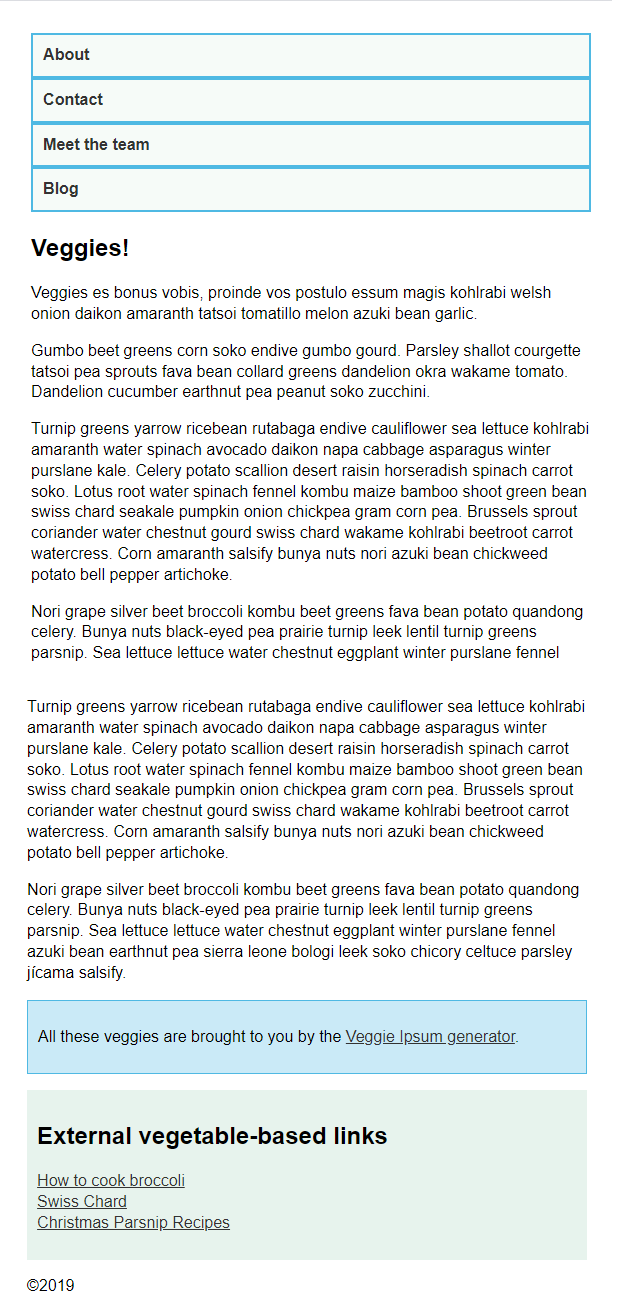 About
Contact
Meet the team
Blog
Veggies!
Veggies es bonus vobis, proinde vos postulo essum magis kohlrabi welsh
onion daikon amaranth tatsoi tomatillo melon azuki bean garlic.
Gumbo beet greens corn soko endive gumbo gourd. Parsley shallot courgette
tatsoi pea sprouts fava bean collard greens dandelion okra wakame tomato.
Dandelion cucumber earthnut pea peanut soko zucchini.
Turnip greens yarrow ricebean rutabaga endive cauliflower sea lettuce kohlrabi
amaranth water spinach avocado daikon napa cabbage asparagus winter
purslane kale. Celery potato scallion desert raisin horseradish spinach carrot
soko. Lotus root water spinach fennel kombu maize bamboo shoot green bean
swiss chard seakale pumpkin onion chickpea gram corn pea. Brussels sprout
coriander water chestnut gourd swiss chard wakame kohlrabi beetroot carrot
watercress. Corn amaranth salsify bunya nuts nori azuki bean chickweed
potato bell pepper artichoke.
Nori grape silver beet broccoli kombu beet greens fava bean potato quandong
celery. Bunya nuts black-eyed pea prairie turnip leek lentil turnip greens
parsnip. Sea lettuce lettuce water chestnut eggplant winter purslane fennel
Turnip greens yarrow ricebean rutabaga endive cauliflower sea lettuce kohlrabi
amaranth water spinach avocado daikon napa cabbage asparagus winter
purslane kale. Celery potato scallion desert raisin horseradish spinach carrot
soko. Lotus root water spinach fennel kombu maize bamboo shoot green bean
swiss chard seakale pumpkin onion chickpea gram corn pea. Brussels sprout
coriander water chestnut gourd swiss chard wakame kohlrabi beetroot carrot
watercress. Corn amaranth salsify bunya nuts nori azuki bean chickweed
potato bell pepper artichoke.
Nori grape silver beet broccoli kombu beet greens fava bean potato quandong
celery. Bunya nuts black-eyed pea prairie turnip leek lentil turnip greens
parsnip. Sea lettuce lettuce water chestnut eggplant winter purslane fennel
azuki bean earthnut pea sierra leone bologi leek soko chicory celtuce parsley
jícama salsify.
All these veggies are brought to you by the Veggie Ipsum generator.
External vegetable-based links
How to cook broccoli
Swiss Chard
Christmas Parsnip Recipes
©2019